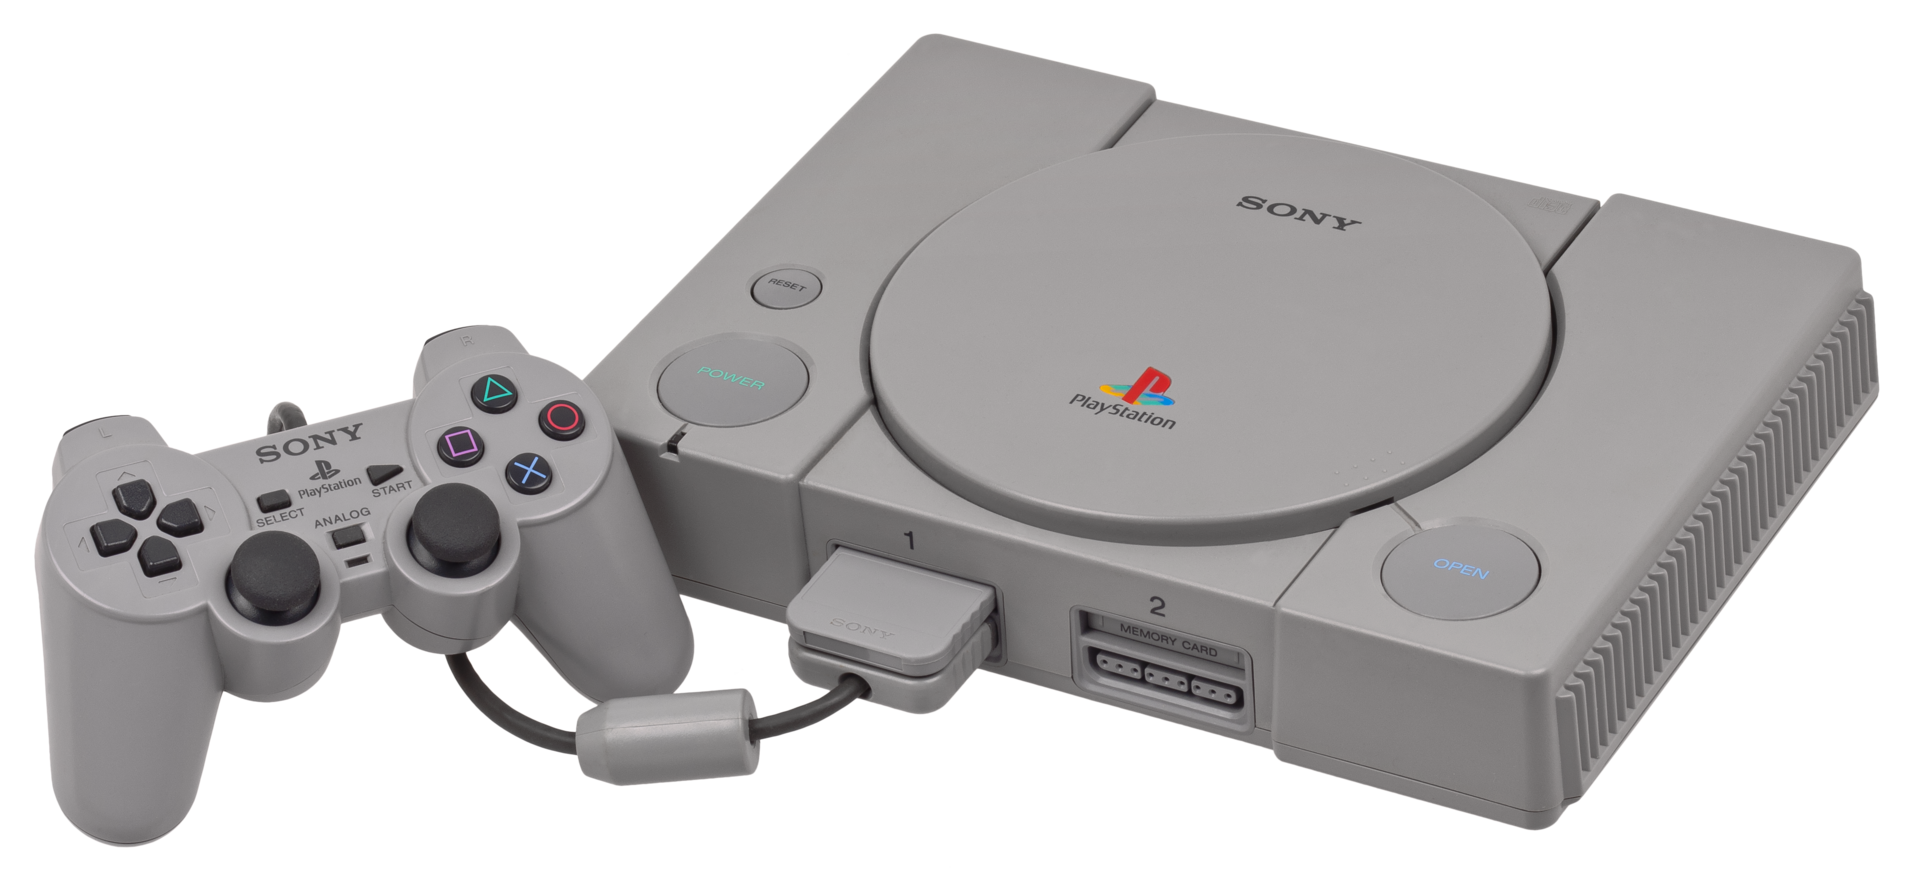 SONY
RESET
POWER
PlayStation
OPEN
1
2
MEMORY CARD
SONY
L
R
SONY
PlayStation
SELECT
START
ANALOG